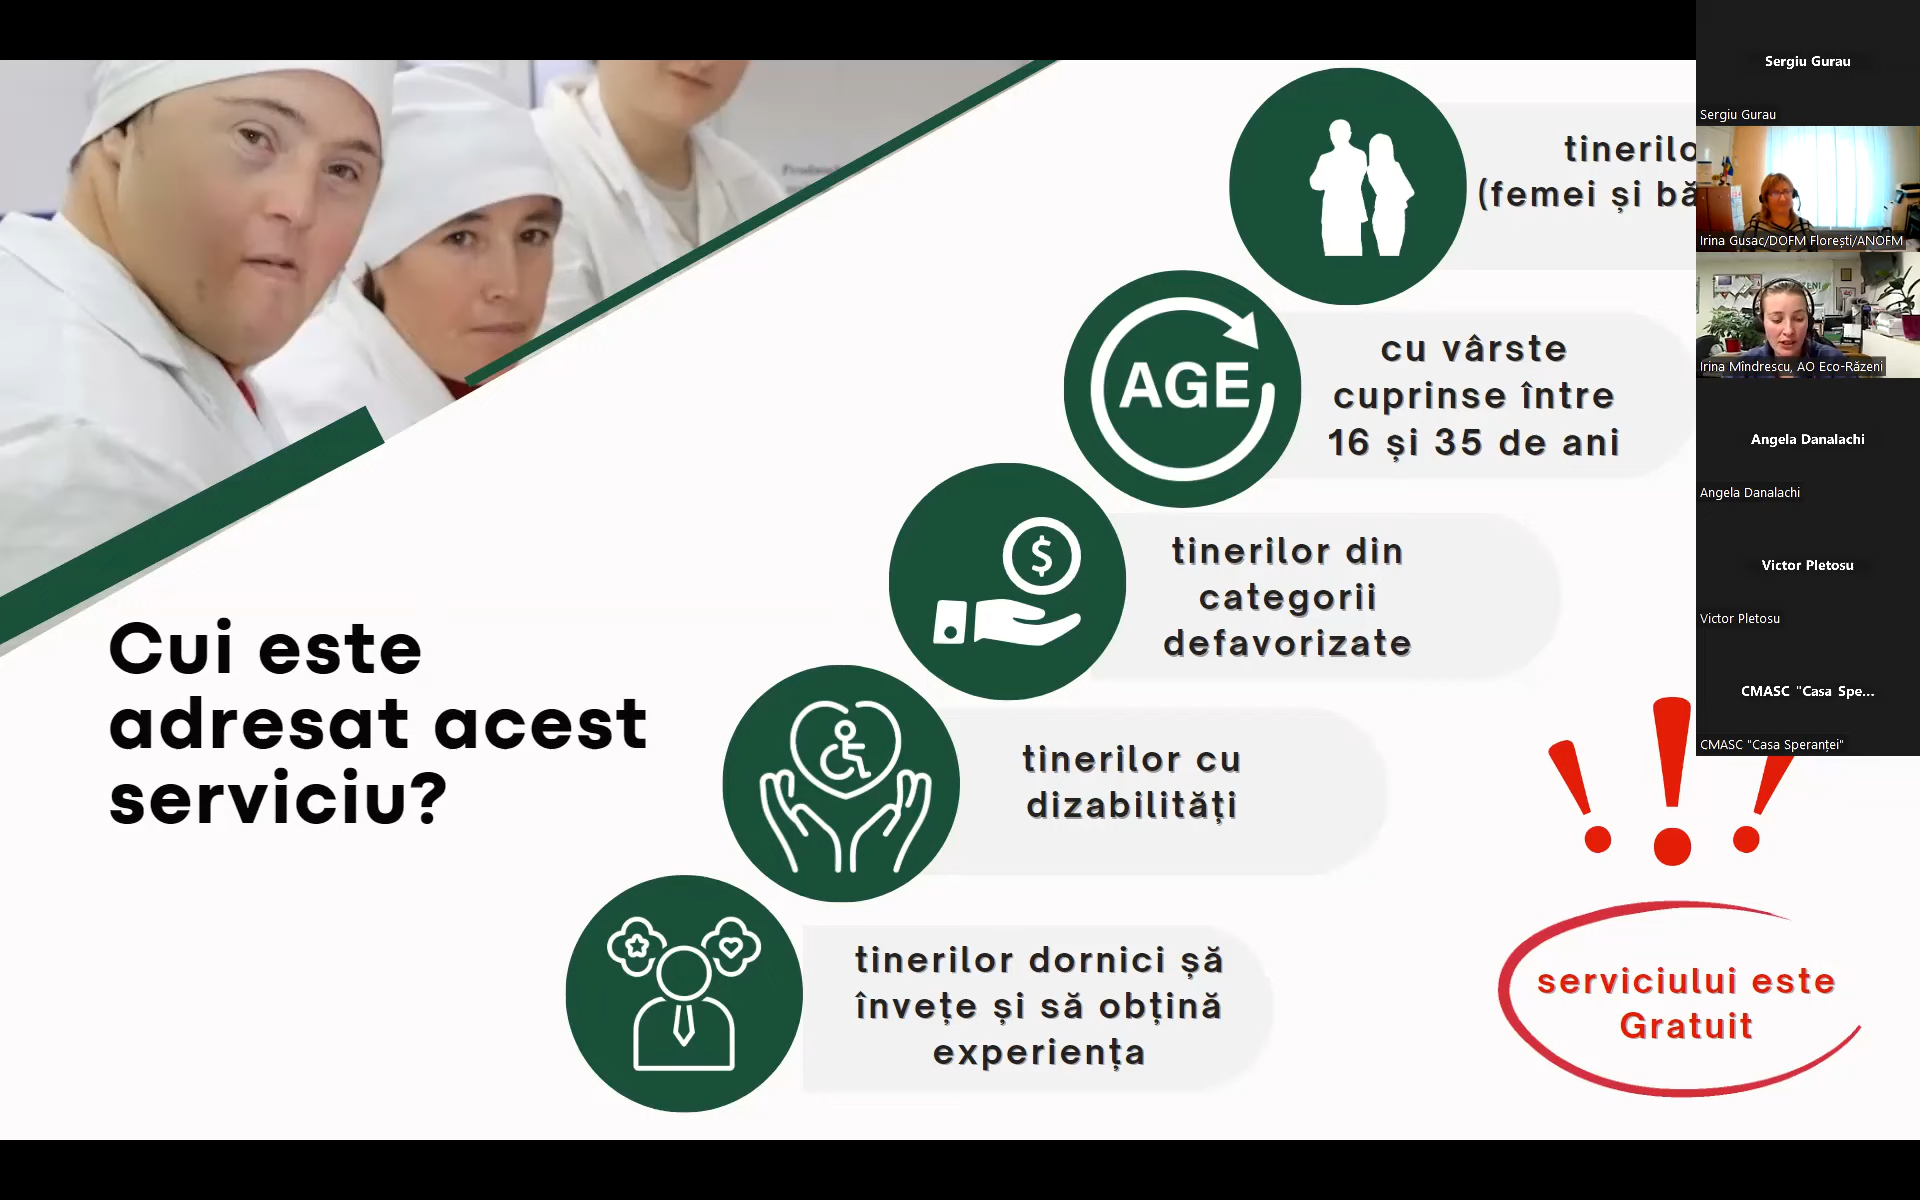 Cui este
adresat acest
serviciu?
(femei și
AGE
cu vârste
cuprinse între
16 și 35 de ani
$
tinerilor din
categorii
defavorizate
tinerilor cu
dizabilități
tinerilor dornici să
învețe și să obțină
experiența
serviciului este
Gratuit
Sergiu Gurau
Sergiu Gurau
Irina Gusac/DOFM Florești/ANOFM
Irina Mîndrescu, AO Eco-Răzeni
Angela Danalachi
Angela Danalachi
Victor Pletosu
Victor Pletosu
CMASC "Casa Spe...
CMASC "Casa Speranței"